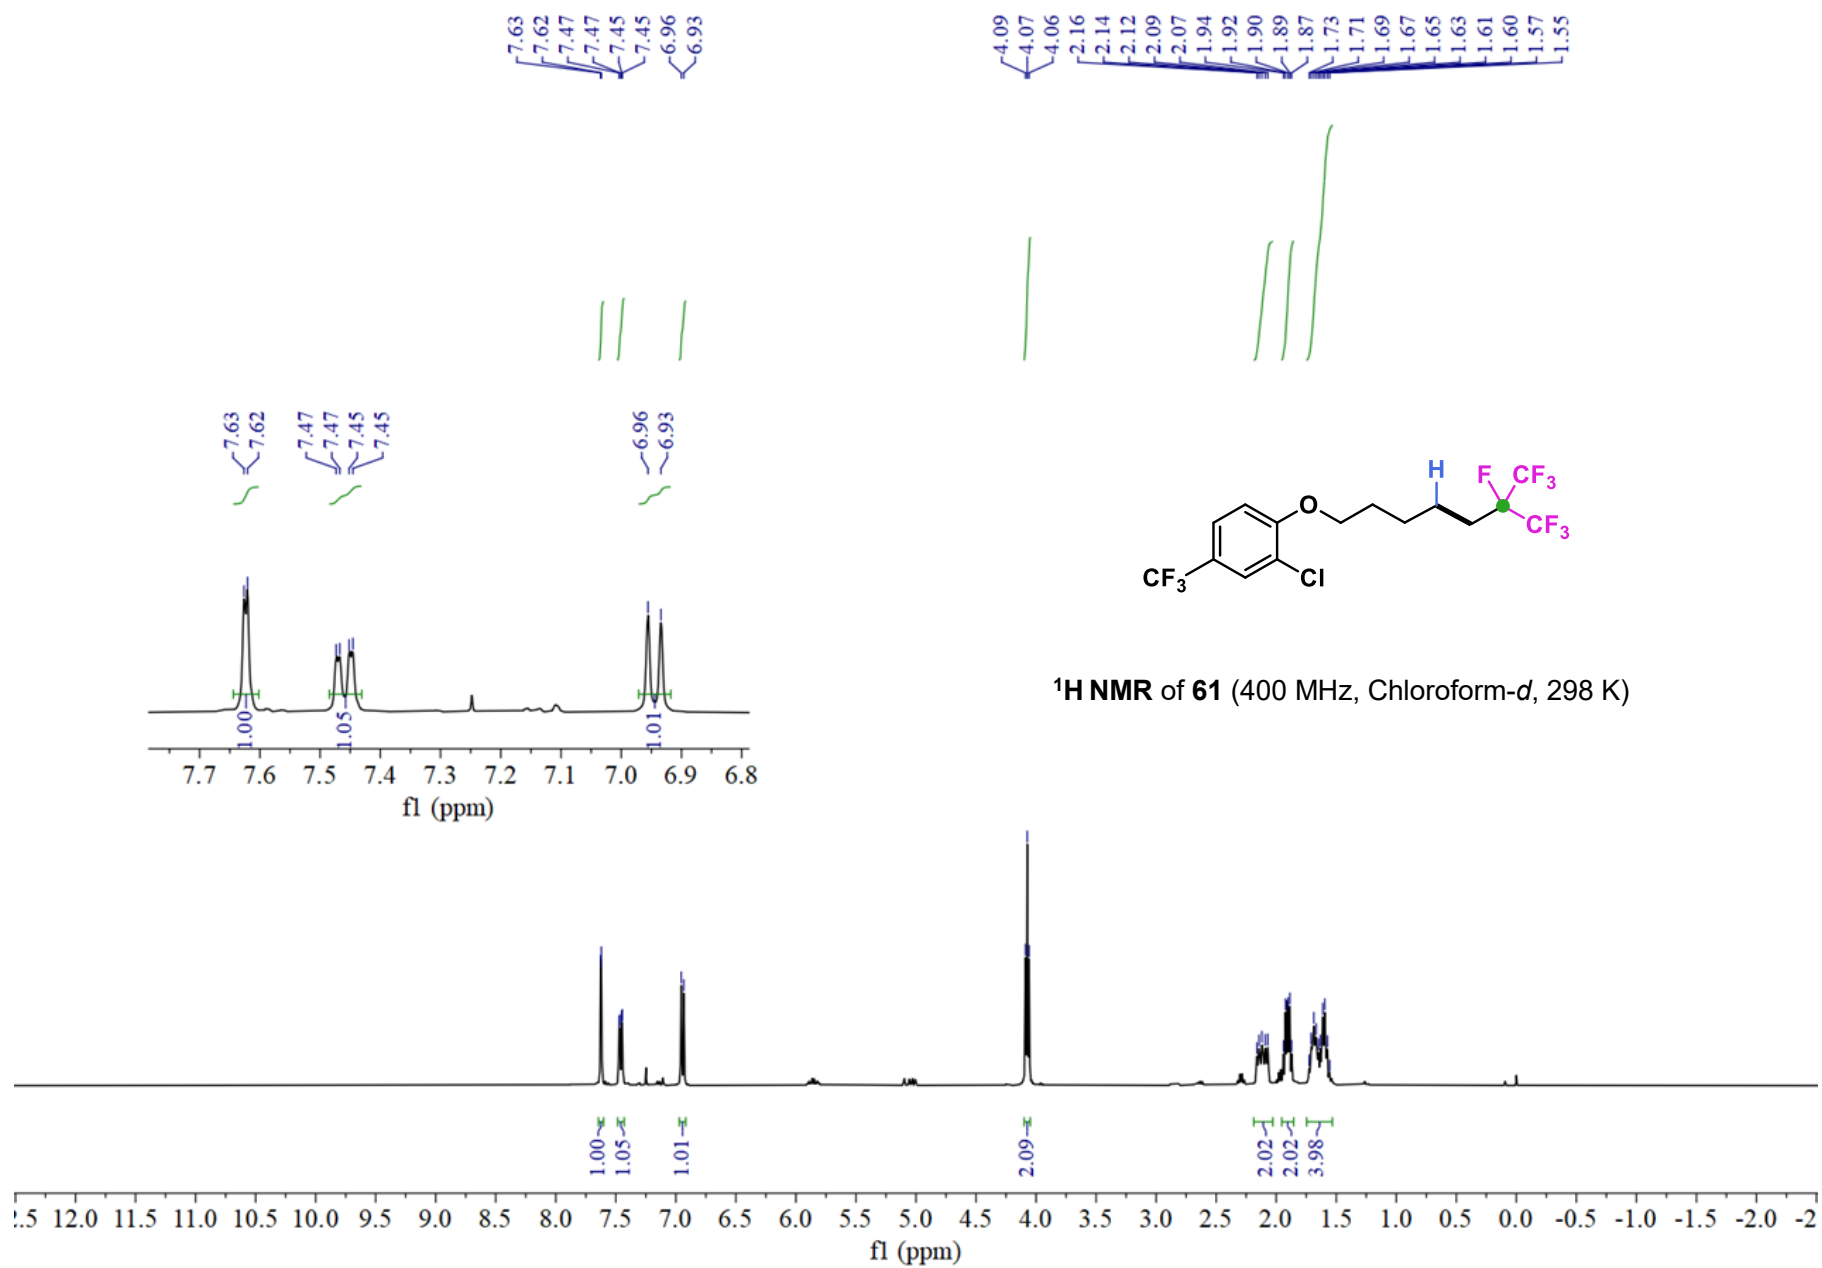 7.63 7.62 7.47 7.47 7.45 7.45 6.96 6.93 4.09 4.07 4.06 2.16 2.14 2.12 2.09 2.07 1.94 1.92 1.90 1.89 1.87 1.73 1.71 1.69 1.67 1.65 1.63 1.61 1.60 1.57 1.55
7.63 7.62 7.47 7.47 7.45 7.45 6.96 6.93
H F CF3
O
CF3
CF3 Cl
¹H NMR of 61 (400 MHz, Chloroform-d, 298 K)
1.00 1.05 1.01
7.7 7.6 7.5 7.4 7.3 7.2 7.1 7.0 6.9 6.8
f1 (ppm)
1.00 1.05 1.01 2.09 2.02 2.02 3.98
2.5 12.0 11.5 11.0 10.5 10.0 9.5 9.0 8.5 8.0 7.5 7.0 6.5 6.0 5.5 5.0 4.5 4.0 3.5 3.0 2.5 2.0 1.5 1.0 0.5 0.0 -0.5 -1.0 -1.5 -2.0 -2
f1 (ppm)